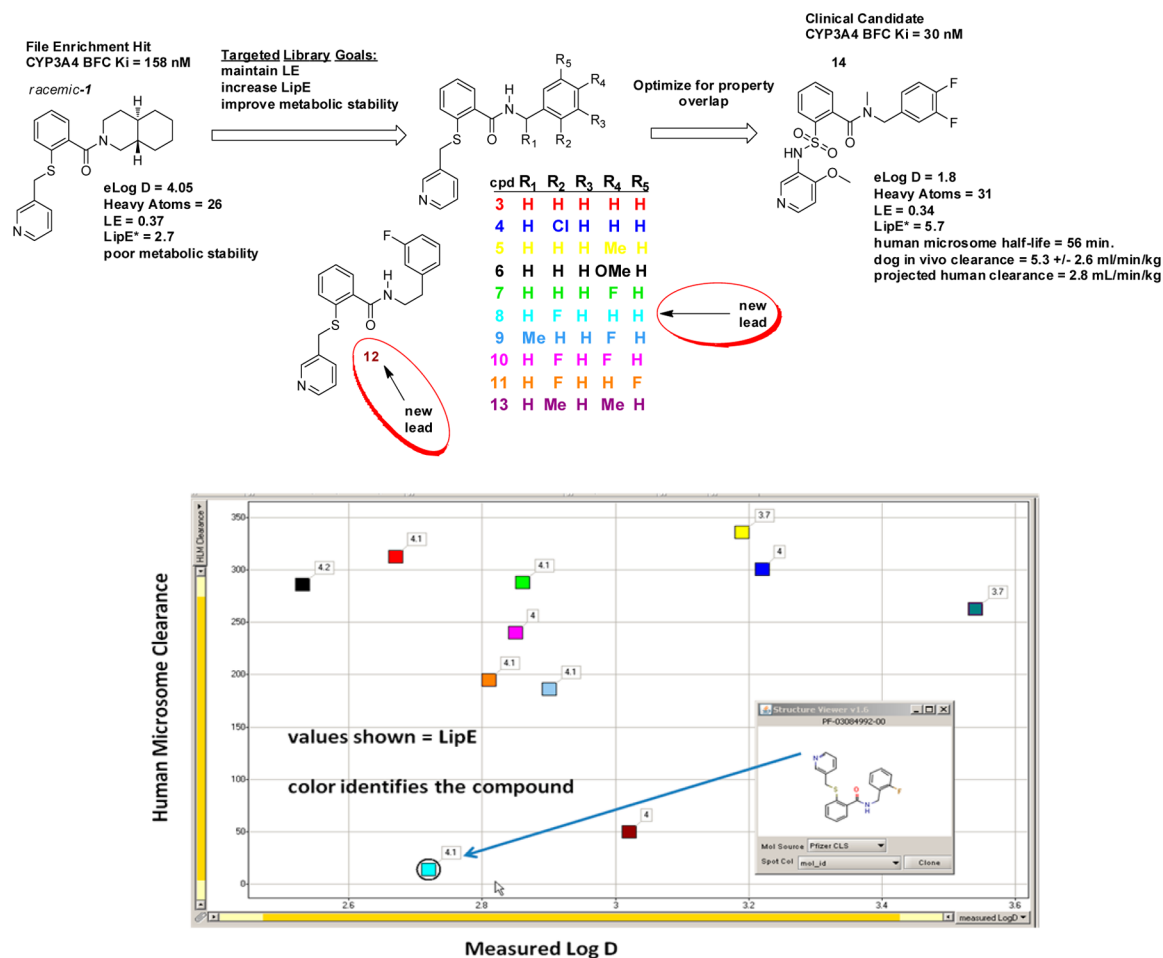 File Enrichment Hit
CYP3A4 BFC Ki = 158 nM
racemic-1
H
N
H
O
S
N
eLog D = 4.05
Heavy Atoms = 26
LE = 0.37
LipE* = 2.7
poor metabolic stability
Targeted Library Goals:
maintain LE
increase LipE
improve metabolic stability
H
N
O
S
N
R1
R2
R3
R4
R5
Optimize for property
overlap
Clinical Candidate
CYP3A4 BFC Ki = 30 nM
14
O
N
F
F
O
S
O
HN
O
N
eLog D = 1.8
Heavy Atoms = 31
LE = 0.34
LipE* = 5.7
human microsome half-life = 56 min.
dog in vivo clearance = 5.3 +/- 2.6 ml/min/kg
projected human clearance = 2.8 mL/min/kg
cpd R1 R2 R3 R4 R5
3 H H H H H
4 H Cl H H H
5 H H H Me H
6 H H H OMe H
7 H H H F H
8 H F H H H
9 Me H H F H
10 H F H F H
11 H F H H F
13 H Me H Me H
new
lead
F
H
N
O
S
N
12
new
lead
Human Microsome Clearance
HLM Clearance
350
300
250
200
150
100
50
0
4.2
4.1
4.1
4
4.1
4.1
3.7
4
3.7
4
4.1
values shown = LipE
color identifies the compound
Structure Viewer v1.6
PF-03084992-00
N
S
O
N
H
F
Mol Source Pfizer CLS
Spot Col mol_id Clone
2.6 2.8 3 3.2 3.4 3.6
measured LogD
Measured Log D